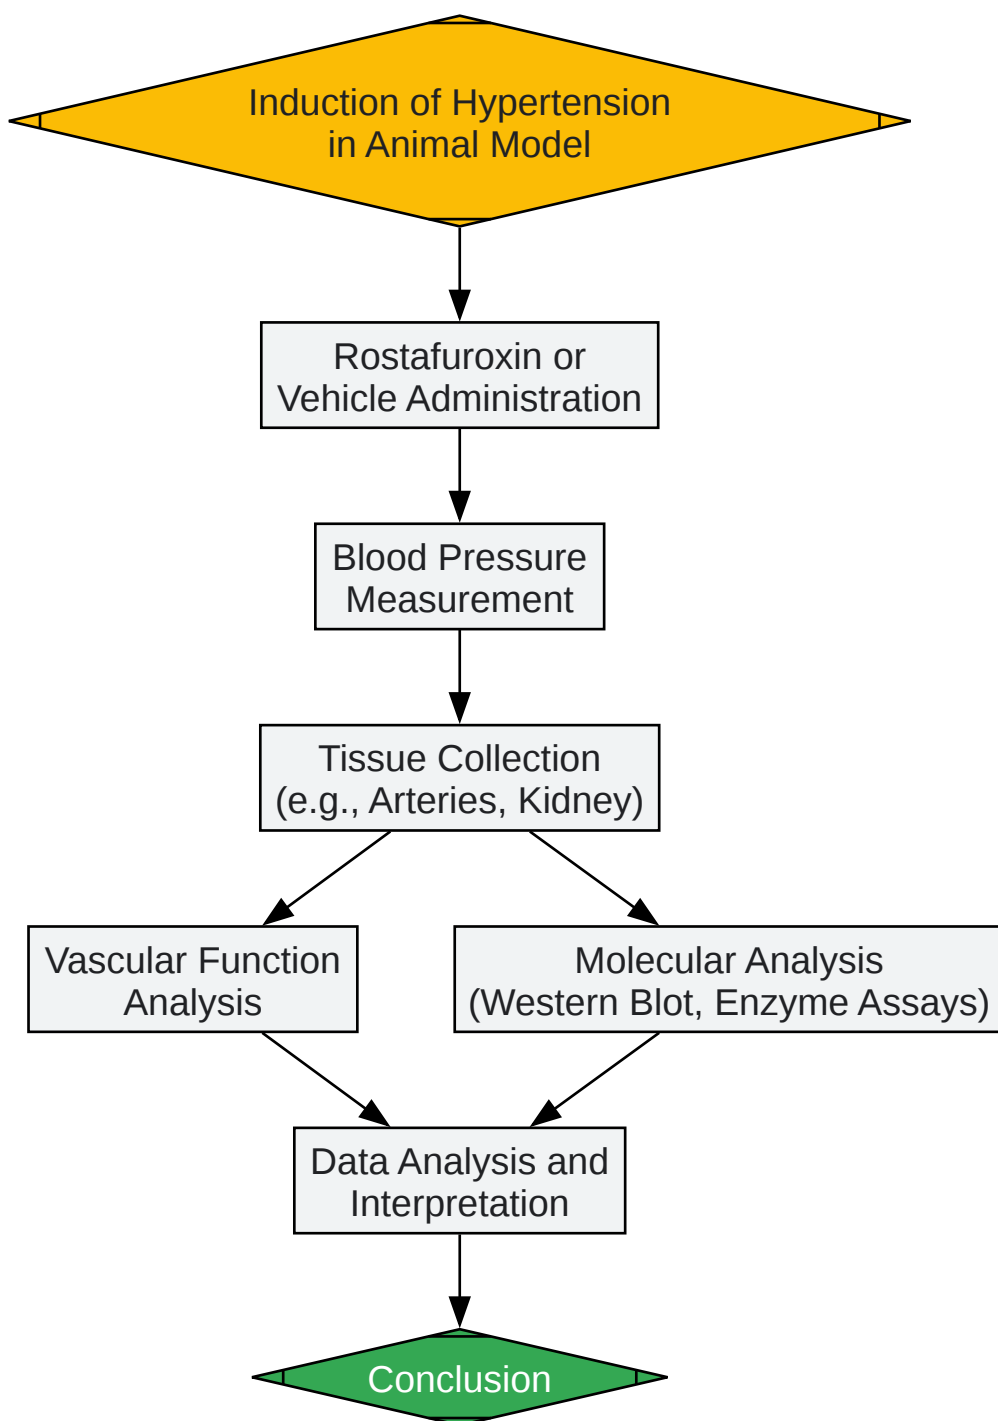 Induction of Hypertension
in Animal Model
Rostafuroxin or
Vehicle Administration
Blood Pressure
Measurement
Tissue Collection
(e.g., Arteries, Kidney)
Vascular Function
Analysis
Molecular Analysis
(Western Blot, Enzyme Assays)
Data Analysis and
Interpretation
Conclusion